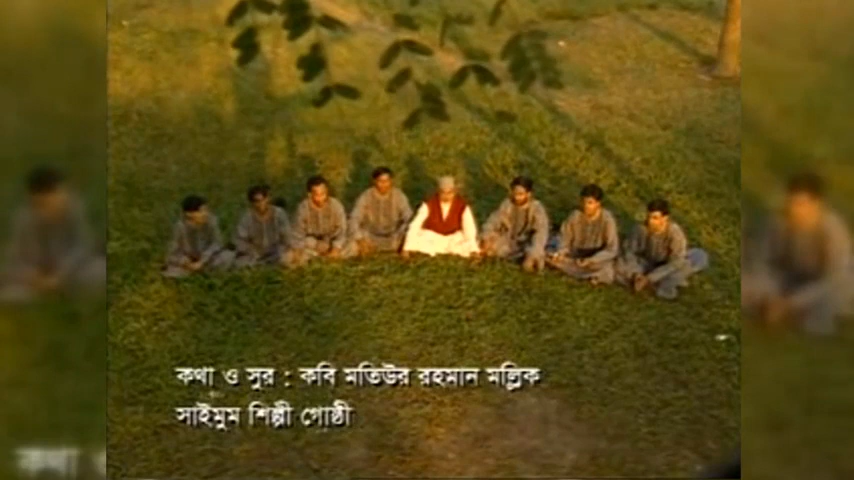 কথা ও সুর : কবি মতিউর রহমান মল্লিক
সাইমুম শিল্পী গোষ্ঠী